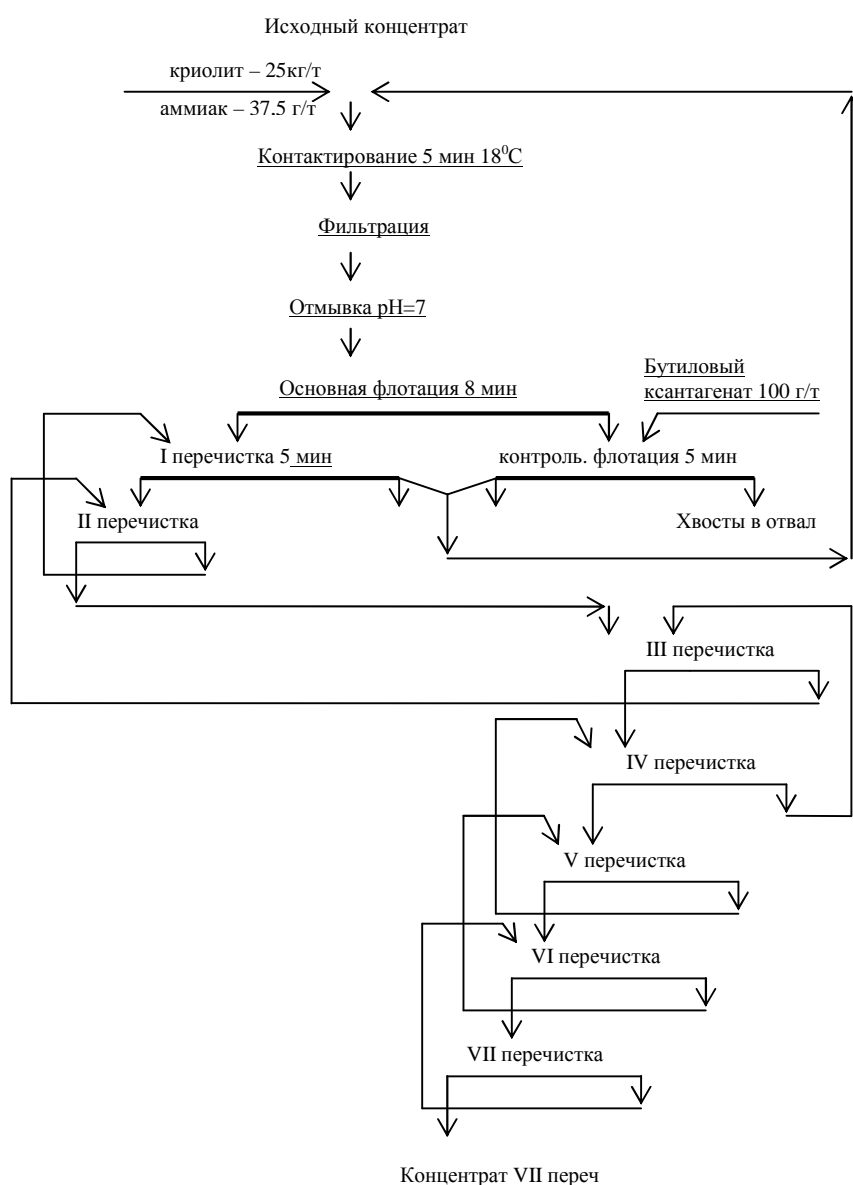 Исходный концентрат
криолит – 25кг/т
аммиак – 37.5 г/т
Контактирование 5 мин 18⁰С
Фильтрация
Отмывка рН=7
Основная флотация 8 мин
Бутиловый
ксантагенат 100 г/т
I перечистка 5 мин
контроль. флотация 5 мин
II перечистка
Хвосты в отвал
III перечистка
IV перечистка
V перечистка
VI перечистка
VII перечистка
Концентрат VII переч